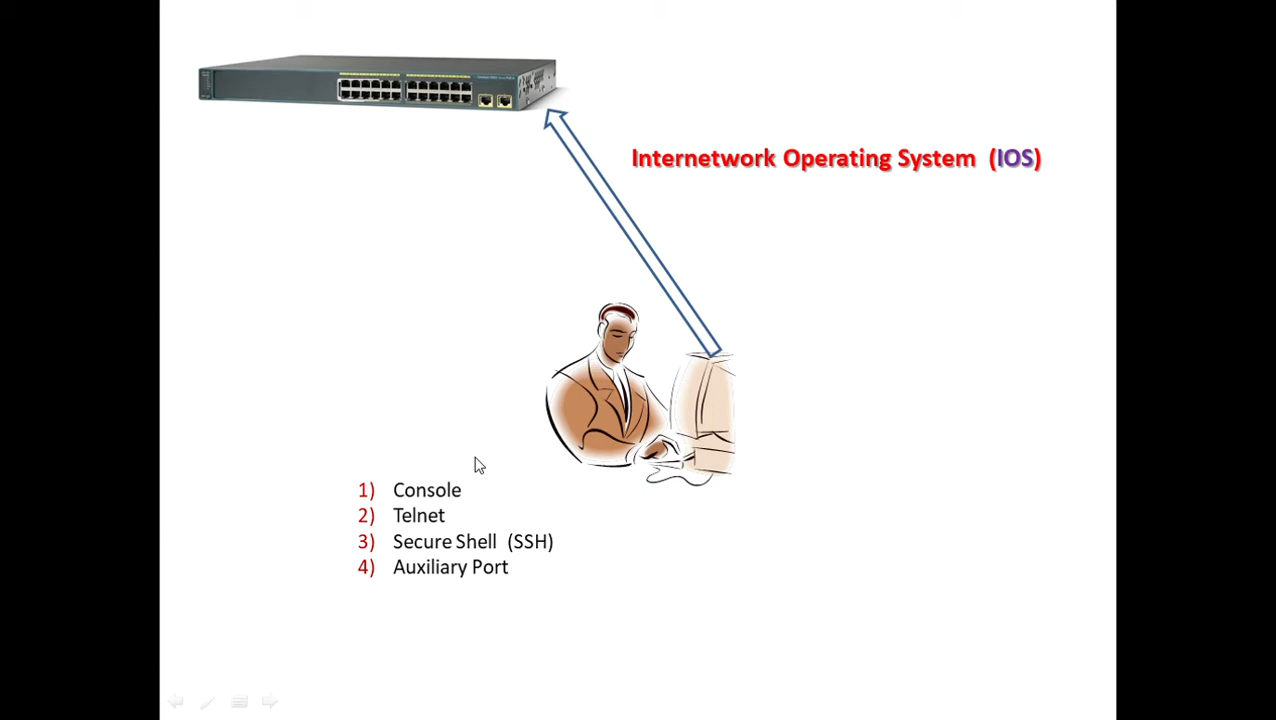 Internetwork Operating System (IOS)
1) Console
2) Telnet
3) Secure Shell (SSH)
4) Auxiliary Port